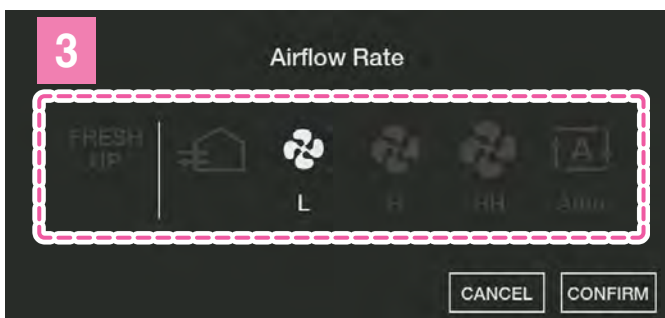 3
Airflow Rate
FRESH
UP
L H HH Auto
A
CANCEL CONFIRM